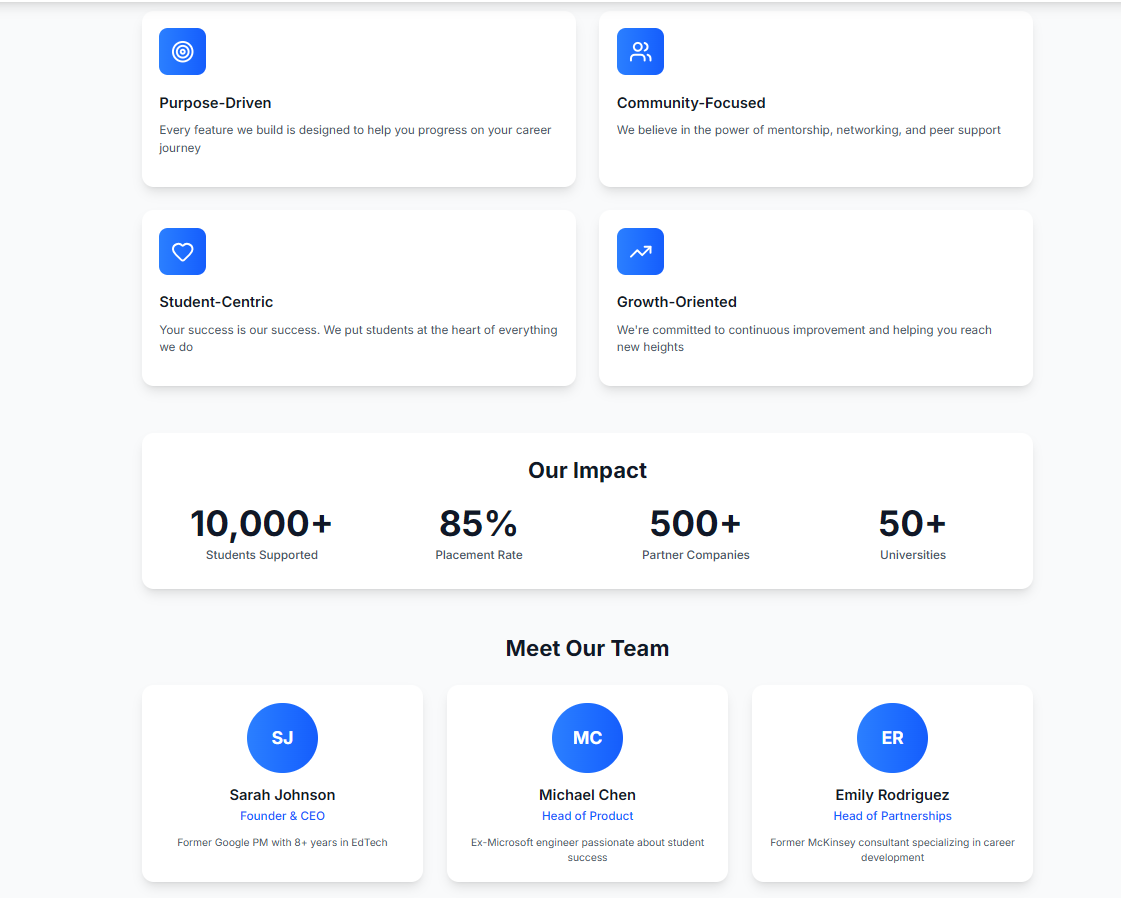 Purpose-Driven
Every feature we build is designed to help you progress on your career
journey
Community-Focused
We believe in the power of mentorship, networking, and peer support
Student-Centric
Your success is our success. We put students at the heart of everything
we do
Growth-Oriented
We're committed to continuous improvement and helping you reach
new heights
Our Impact
10,000+
Students Supported
85%
Placement Rate
500+
Partner Companies
50+
Universities
Meet Our Team
SJ
Sarah Johnson
Founder & CEO
Former Google PM with 8+ years in EdTech
MC
Michael Chen
Head of Product
Ex-Microsoft engineer passionate about student
success
ER
Emily Rodriguez
Head of Partnerships
Former McKinsey consultant specializing in career
development